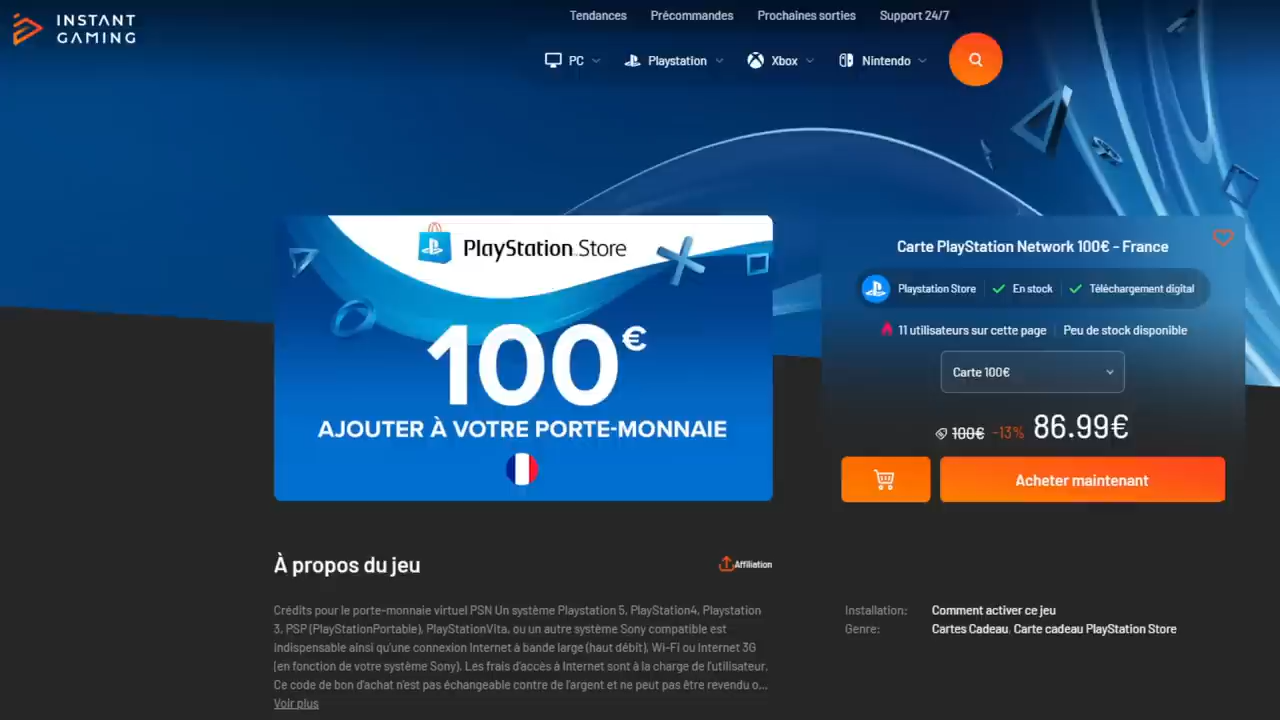 INSTANT
GAMING
Tendances Précommandes Prochaines sorties Support 24/7
PC Playstation Xbox Nintendo
PlayStation Store
100€
AJOUTER À VOTRE PORTE-MONNAIE
Carte PlayStation Network 100€ - France
Playstation Store En stock Téléchargement digital
11 utilisateurs sur cette page Peu de stock disponible
Carte 100€
100€ -13% 86.99€
Acheter maintenant
À propos du jeu
Affiliation
Crédits pour le porte-monnaie virtuel PSN Un système Playstation 5, PlayStation4, Playstation
3, PSP (PlayStationPortable), PlayStationVita, ou un autre système Sony compatible est
indispensable ainsi qu'une connexion Internet à bande large (haut débit), Wi-Fi ou Internet 3G
(en fonction de votre système Sony). Les frais d'accès à Internet sont à la charge de l'utilisateur.
Ce code de bon d'achat n'est pas échangeable contre de l'argent et ne peut pas être revendu o...
Voir plus
Installation: Comment activer ce jeu
Genre: Cartes Cadeau, Carte cadeau PlayStation Store